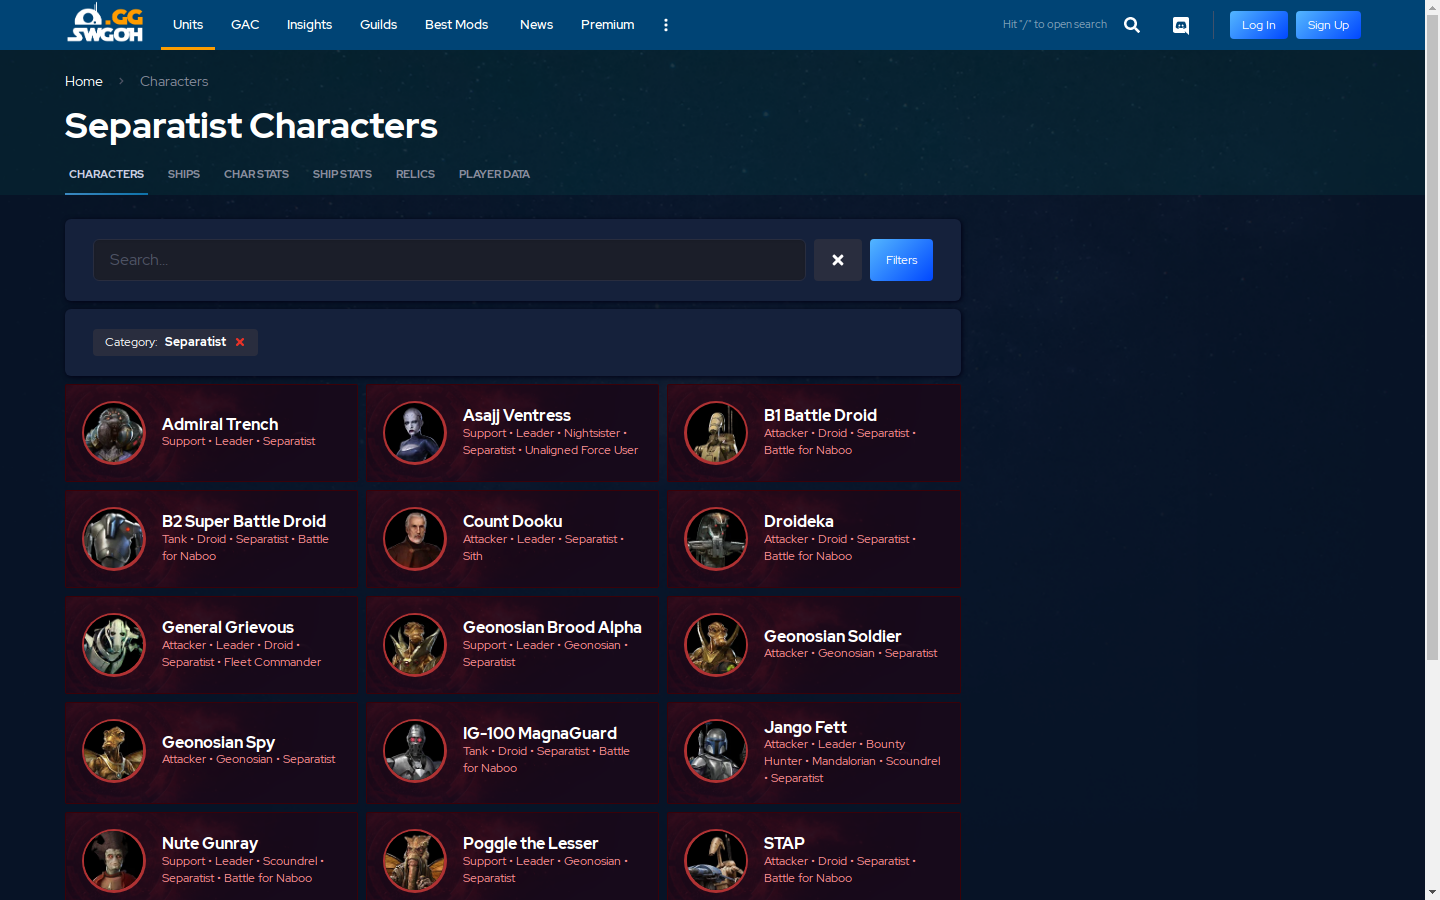 .GG
SWGOH
Units
GAC
Insights
Guilds
Best Mods
News
Premium
Hit "/" to open search
Log In
Sign Up
Home
Characters
Separatist Characters
CHARACTERS
SHIPS
CHAR STATS
SHIP STATS
RELICS
PLAYER DATA
Search...
Filters
Category: Separatist
Admiral Trench
Support • Leader • Separatist
Asajj Ventress
Support • Leader • Nightsister •
Separatist • Unaligned Force User
B1 Battle Droid
Attacker • Droid • Separatist •
Battle for Naboo
B2 Super Battle Droid
Tank • Droid • Separatist • Battle
for Naboo
Count Dooku
Attacker • Leader • Separatist •
Sith
Droideka
Attacker • Droid • Separatist •
Battle for Naboo
General Grievous
Attacker • Leader • Droid •
Separatist • Fleet Commander
Geonosian Brood Alpha
Support • Leader • Geonosian •
Separatist
Geonosian Soldier
Attacker • Geonosian • Separatist
Geonosian Spy
Attacker • Geonosian • Separatist
IG-100 MagnaGuard
Tank • Droid • Separatist • Battle
for Naboo
Jango Fett
Attacker • Leader • Bounty
Hunter • Mandalorian • Scoundrel
• Separatist
Nute Gunray
Support • Leader • Scoundrel •
Separatist • Battle for Naboo
Poggle the Lesser
Support • Leader • Geonosian •
Separatist
STAP
Attacker • Droid • Separatist •
Battle for Naboo